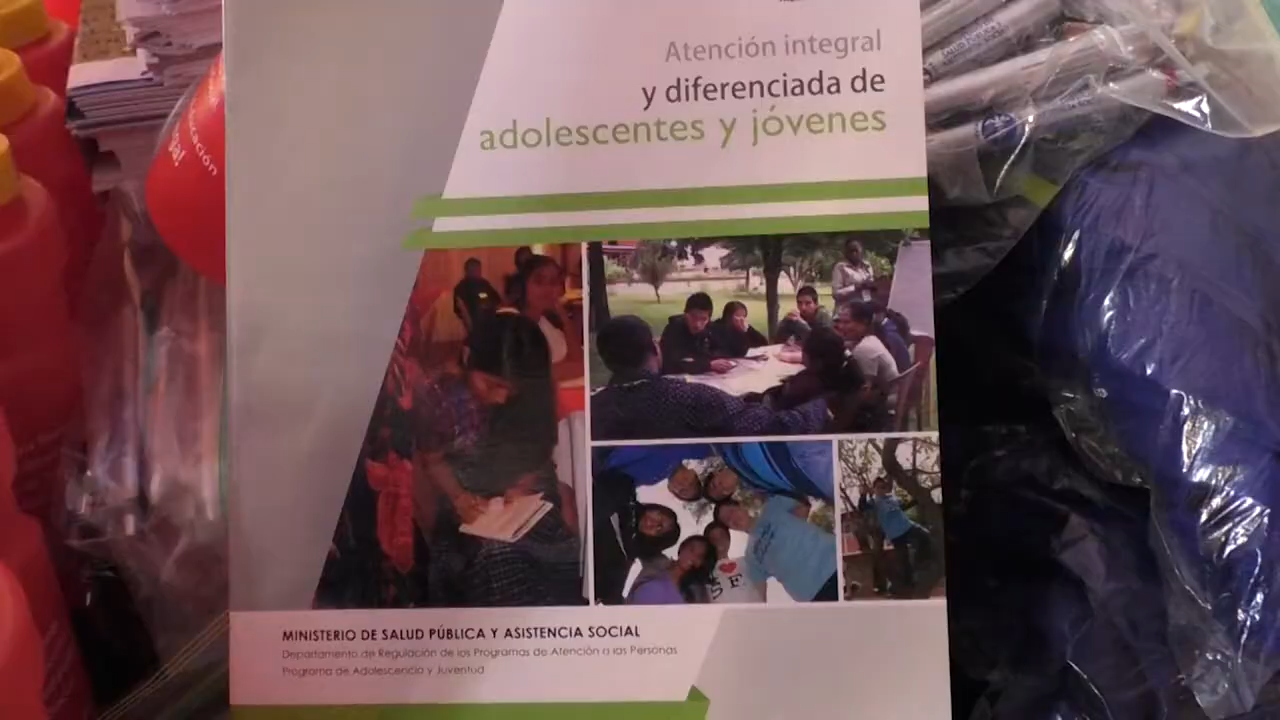 Atención integral
y diferenciada de
adolescentes y jóvenes
MINISTERIO DE SALUD PÚBLICA Y ASISTENCIA SOCIAL
Departamento de Regulación de los Programas de Atención a las Personas
Programa de Adolescencia y Juventud